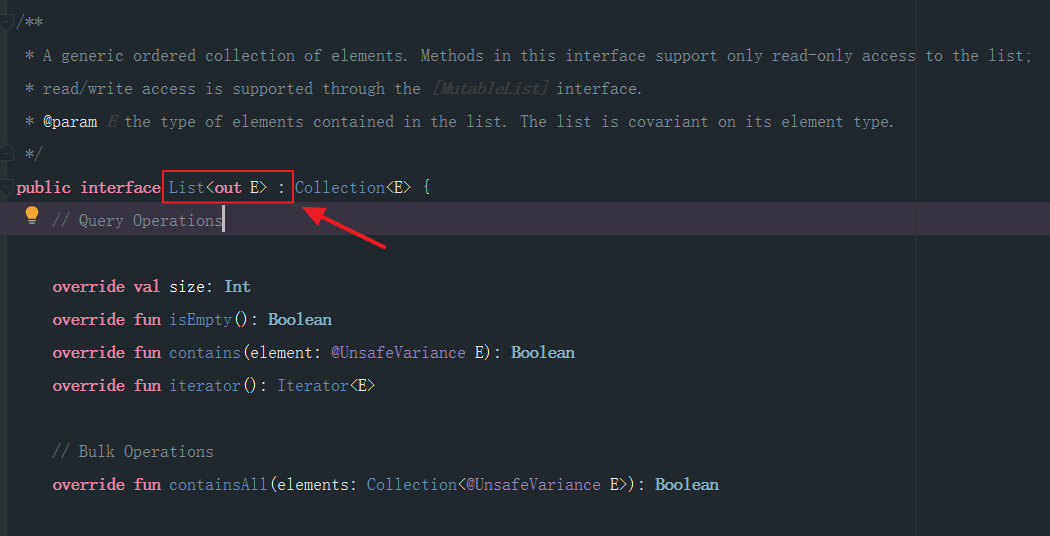 /**
* A generic ordered collection of elements. Methods in this interface support only read-only access to the list;
* read/write access is supported through the [MutableList] interface.
* @param E the type of elements contained in the list. The list is covariant on its element type.
*/
public interface List<out E> : Collection<E> {
// Query Operations
override val size: Int
override fun isEmpty(): Boolean
override fun contains(element: @UnsafeVariance E): Boolean
override fun iterator(): Iterator<E>
// Bulk Operations
override fun containsAll(elements: Collection<@UnsafeVariance E>): Boolean